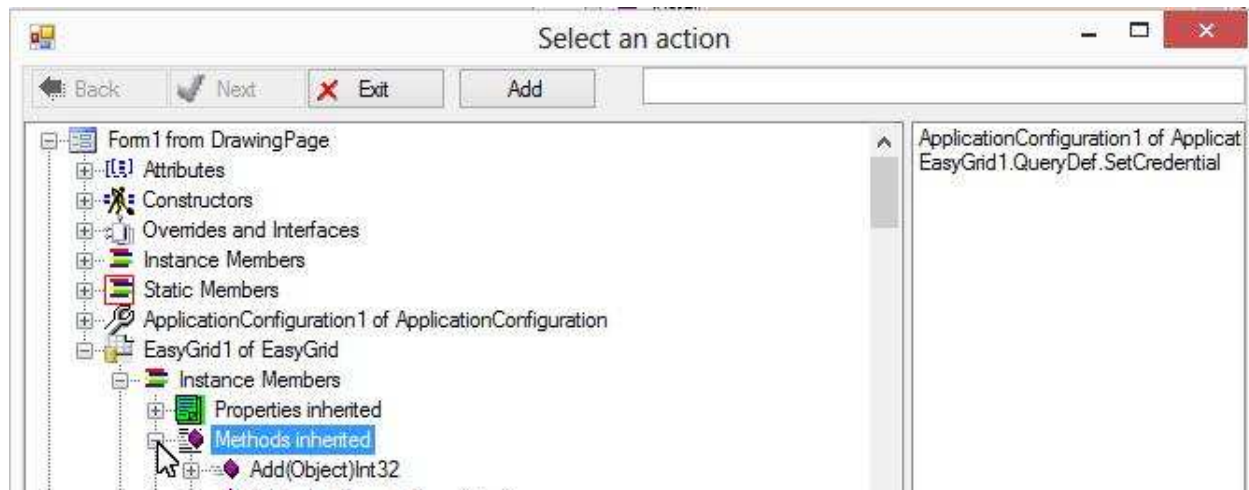 Select an action
Back Next Exit Add
Form1 from DrawingPage
Attributes
Constructors
Overrides and Interfaces
Instance Members
Static Members
ApplicationConfiguration1 of ApplicationConfiguration
EasyGrid1 of EasyGrid
Instance Members
Properties inherited
Methods inherited
Add(Object)Int32
ApplicationConfiguration1 of Applicat
EasyGrid1.QueryDef.SetCredential